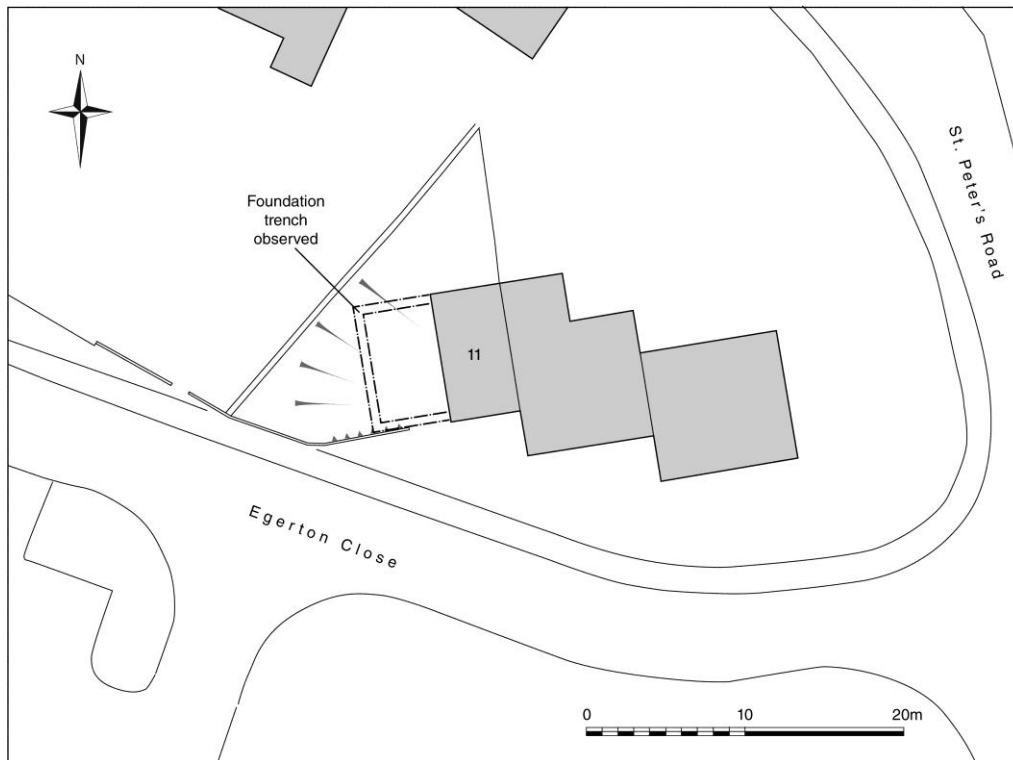 N
Foundation
trench
observed
St. Peter's Road
11
Egerton Close
0 10 20m